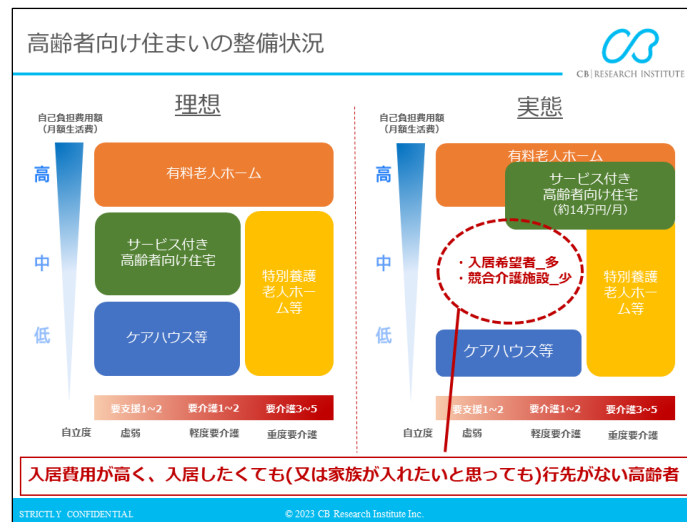 高齢者向け住まいの整備状況
CB RESEARCH INSTITUTE
理想
自己負担費用額
（月額生活費）
高
中
低
有料老人ホーム
サービス付き
高齢者向け住宅
特別養護
老人ホー
ム等
ケアハウス等
要支援1~2
要介護1~2
要介護3~5
自立度
虚弱
軽度要介護
重度要介護
実態
自己負担費用額
（月額生活費）
高
中
低
有料老人ホーム
サービス付き
高齢者向け住宅
(約14万円/月)
・入居希望者_多
・競合介護施設_少
特別養護
老人ホー
ム等
ケアハウス等
要支援1~2
要介護1~2
要介護3~5
自立度
虚弱
軽度要介護
重度要介護
入居費用が高く、入居したくても(又は家族が入れたいと思っても)行先がない高齢者
STRICTLY CONFIDENTIAL
© 2023 CB Research Institute Inc.